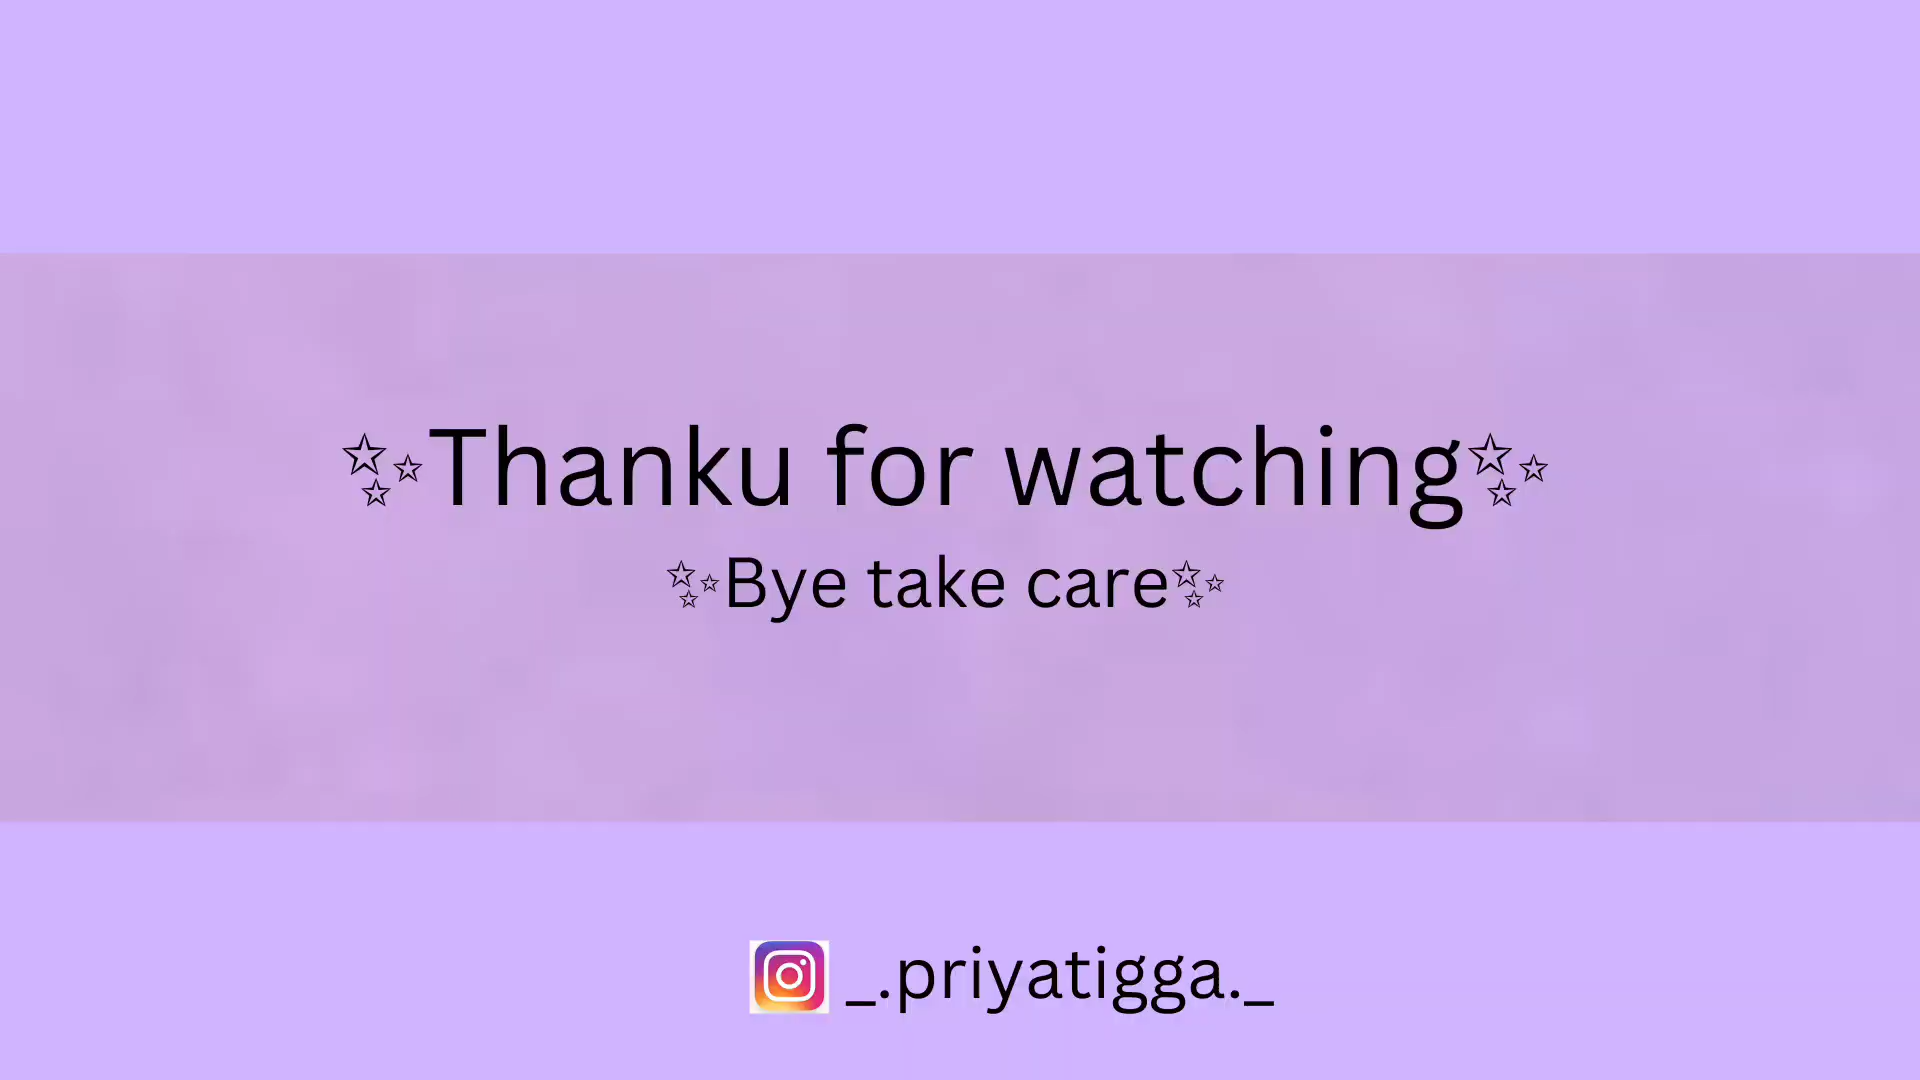 ✨Thanku for watching✨
✨Bye take care✨
_.priyatigga._